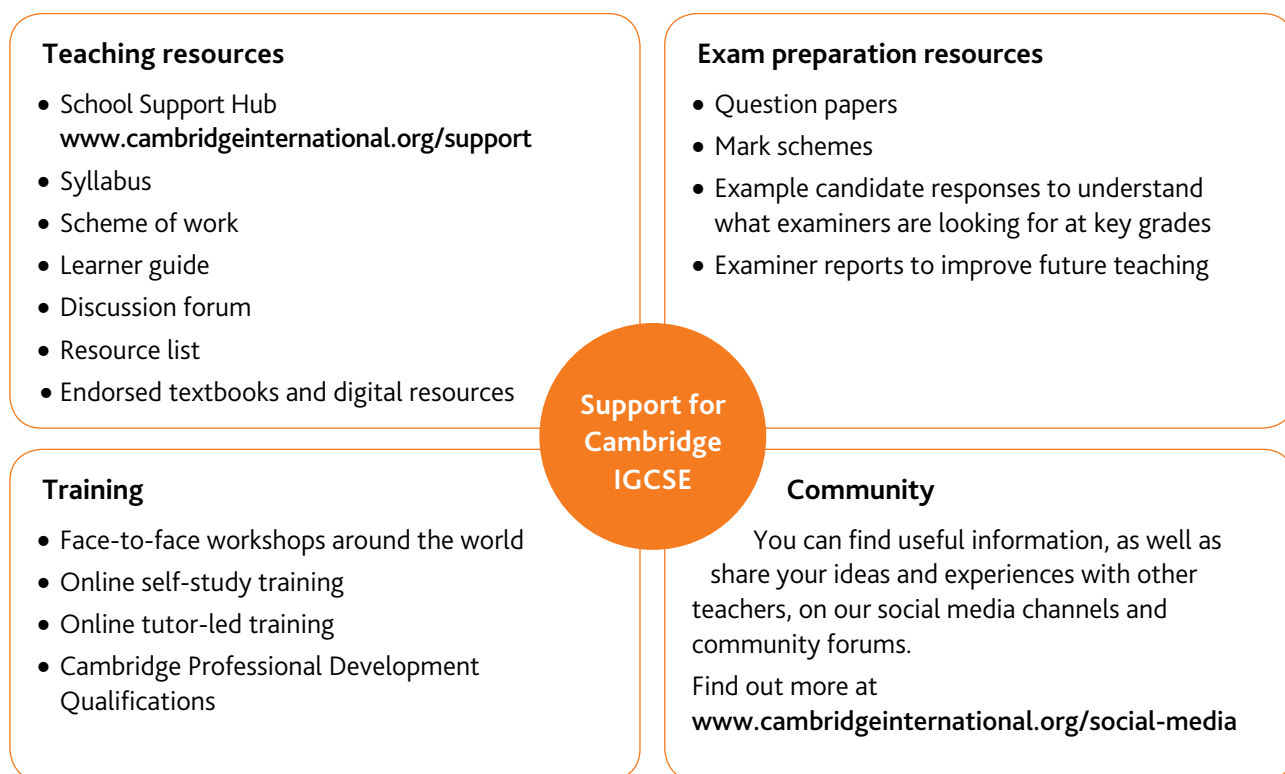 Teaching resources
• School Support Hub
www.cambridgeinternational.org/support
• Syllabus
• Scheme of work
• Learner guide
• Discussion forum
• Resource list
• Endorsed textbooks and digital resources
Exam preparation resources
• Question papers
• Mark schemes
• Example candidate responses to understand
what examiners are looking for at key grades
• Examiner reports to improve future teaching
Support for
Cambridge
IGCSE
Training
• Face-to-face workshops around the world
• Online self-study training
• Online tutor-led training
• Cambridge Professional Development
Qualifications
Community
You can find useful information, as well as
share your ideas and experiences with other
teachers, on our social media channels and
community forums.
Find out more at
www.cambridgeinternational.org/social-media